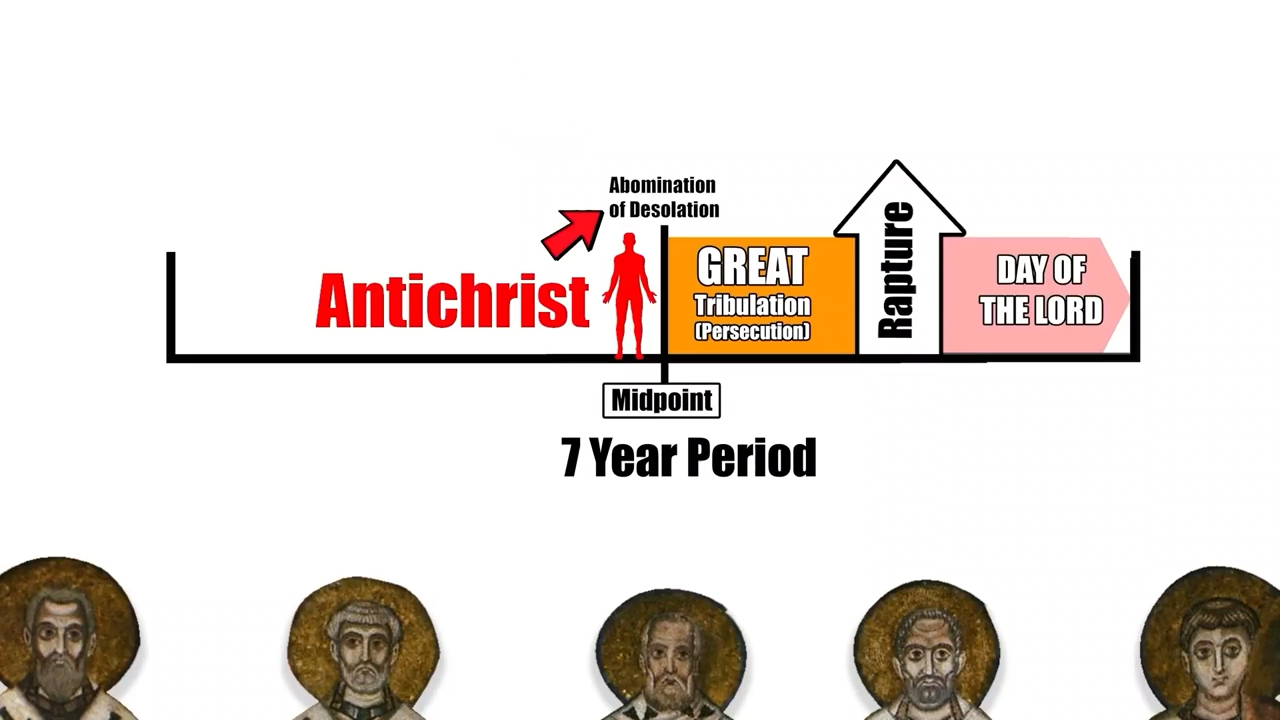 Abomination
of Desolation
Antichrist
GREAT
Tribulation
(Persecution)
Rapture
DAY OF
THE LORD
Midpoint
7 Year Period